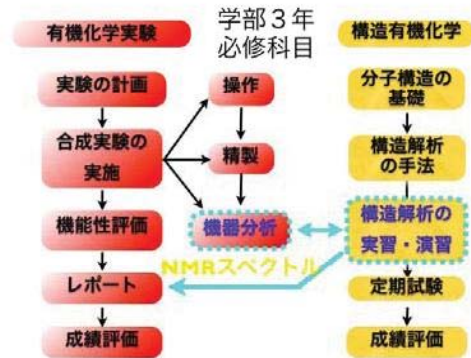 有機化学実験
学部３年
必修科目
構造有機化学
実験の計画
合成実験の
実施
機能性評価
レポート
成績評価
操作
精製
機器分析
NMRスペクトル
分子構造の
基礎
構造解析
の手法
構造解析の
実習・演習
定期試験
成績評価